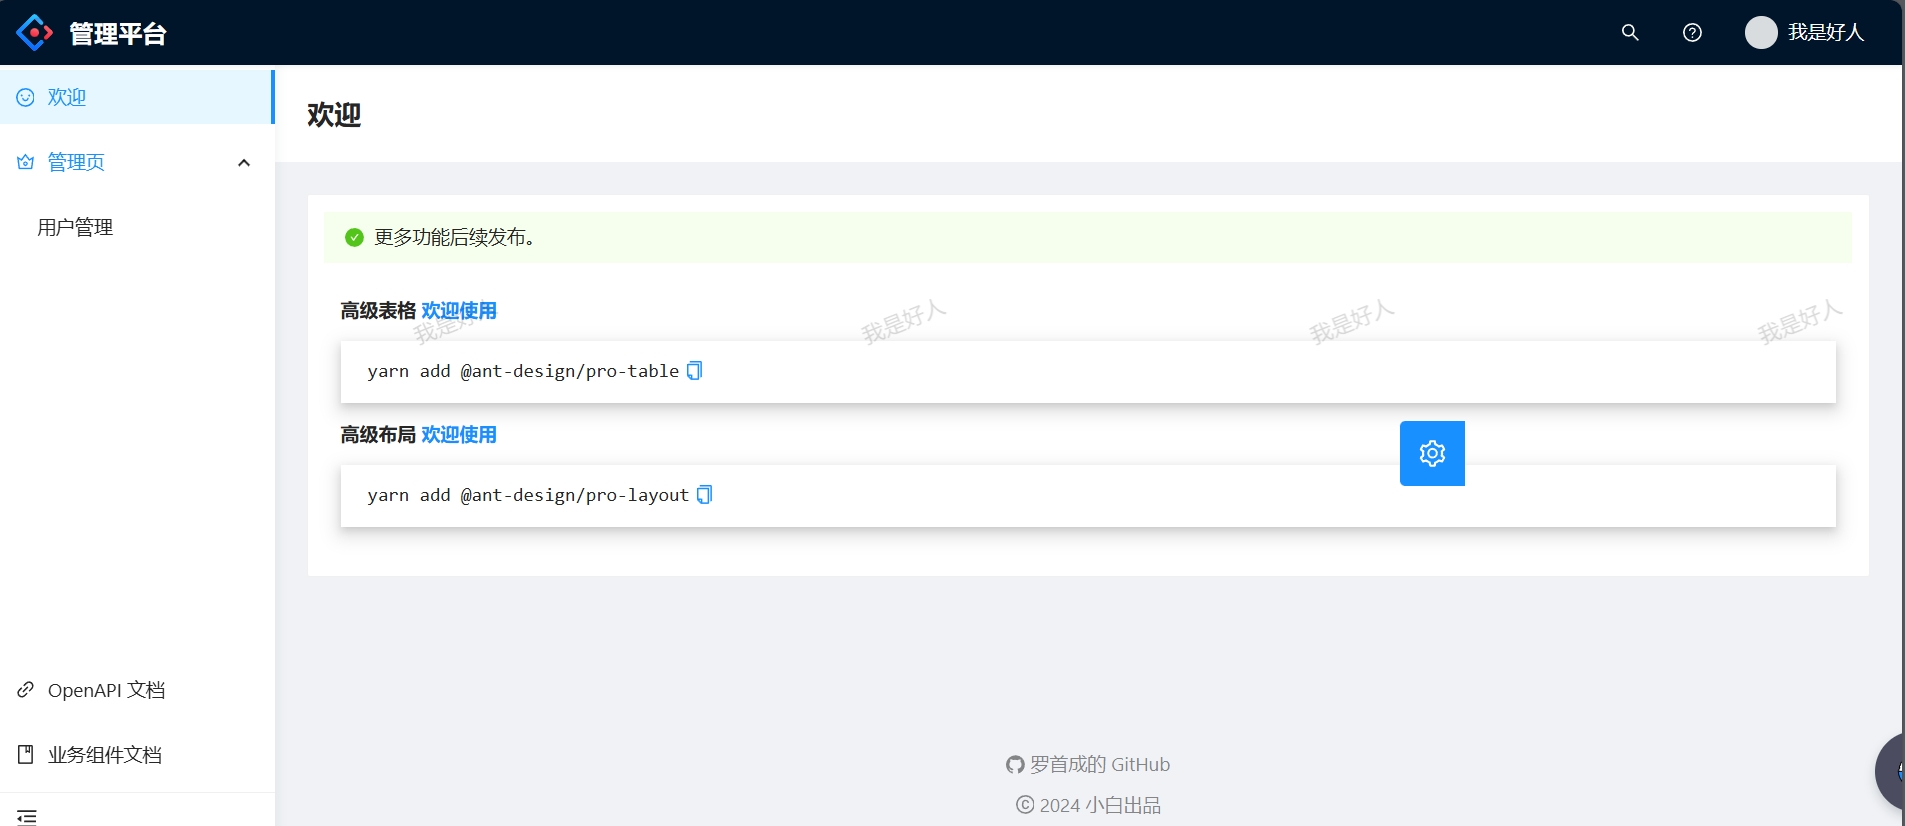 管理平台
我是好人
欢迎
管理页
用户管理
OpenAPI 文档
业务组件文档
欢迎
更多功能后续发布。
高级表格 欢迎使用
我是好人 我是好人 我是好人 我是好人
yarn add @ant-design/pro-table
高级布局 欢迎使用
yarn add @ant-design/pro-layout
罗首成的 GitHub
© 2024 小白出品